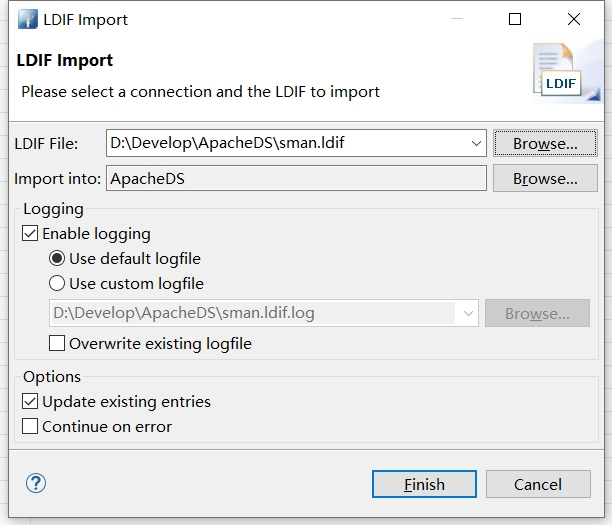 LDIF Import
LDIF Import
Please select a connection and the LDIF to import
LDIF
LDIF File: D:\Develop\ApacheDS\sman.ldif Browse...
Import into: ApacheDS Browse...
Logging
Enable logging
Use default logfile
Use custom logfile
D:\Develop\ApacheDS\sman.ldif.log Browse...
Overwrite existing logfile
Options
Update existing entries
Continue on error
? Finish Cancel